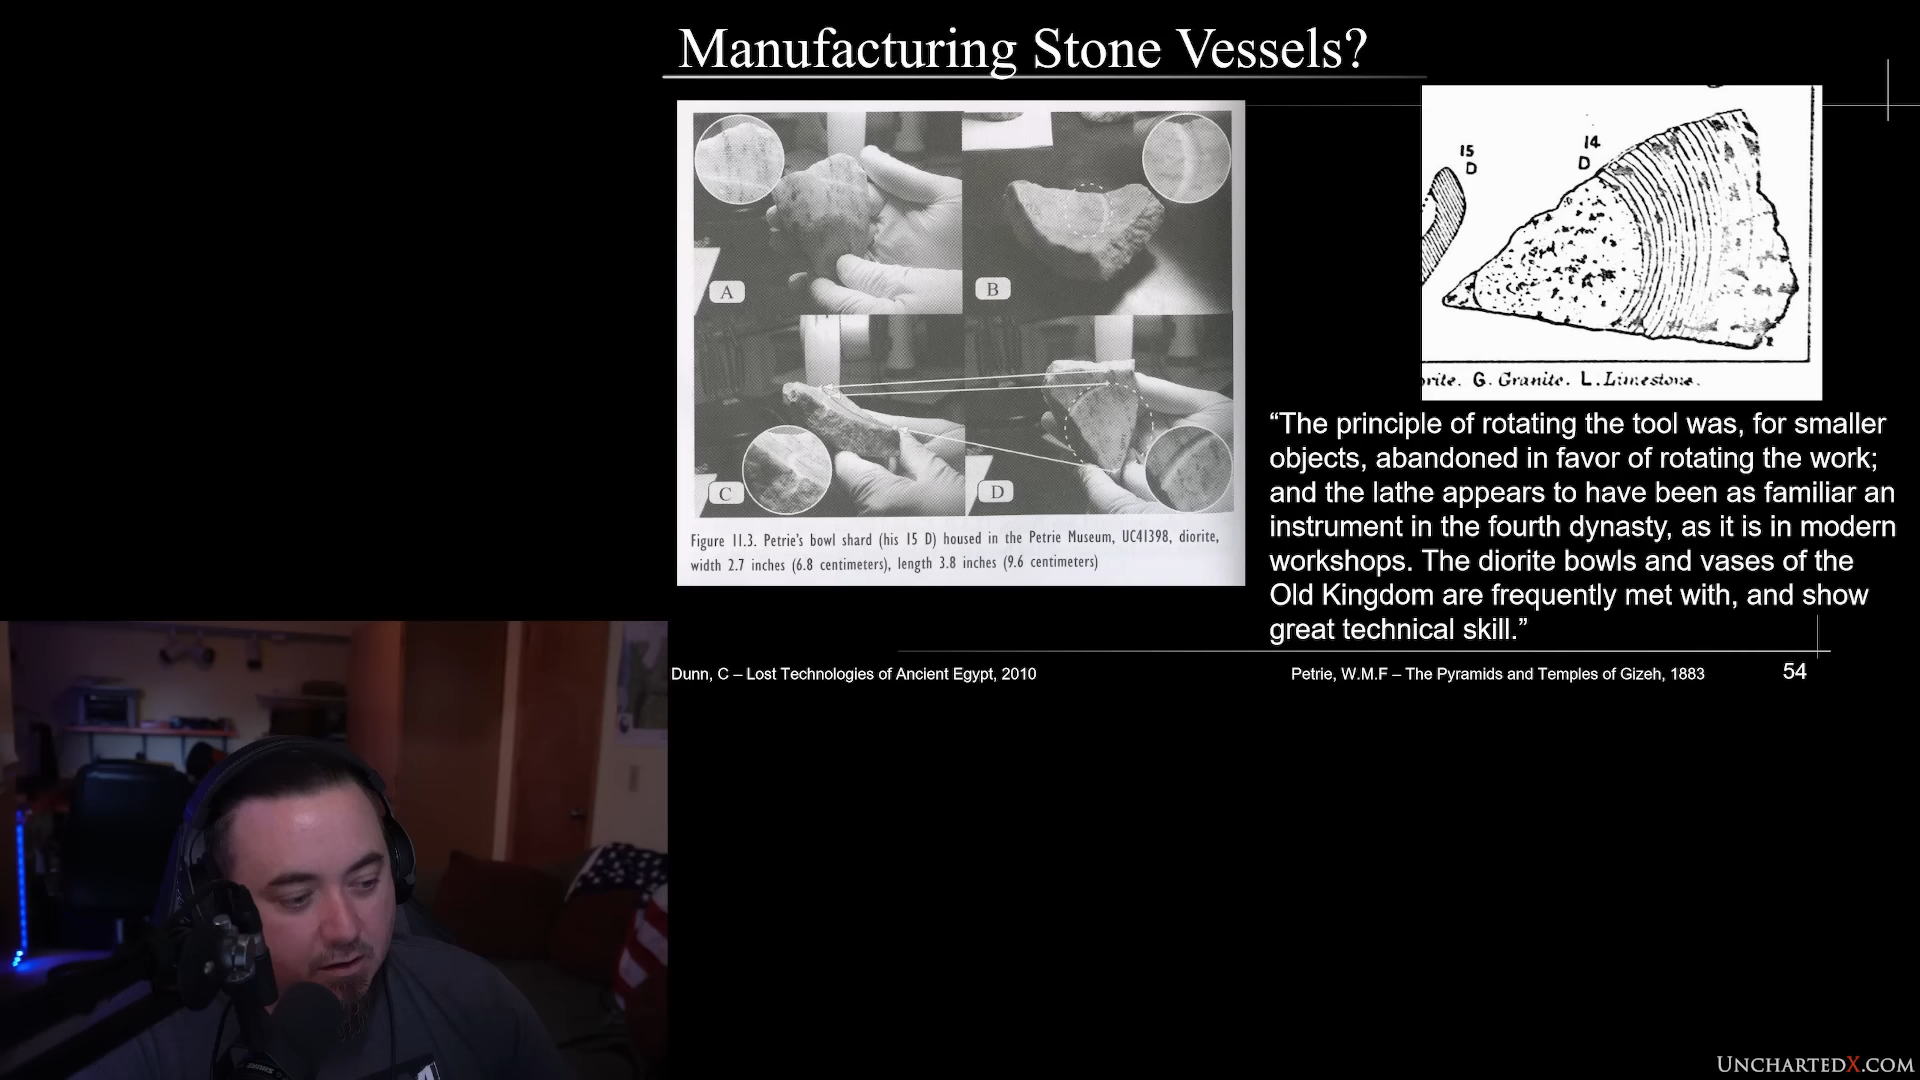 Manufacturing Stone Vessels?
A
B
C
D
Figure 11.3. Petrie's bowl shard (his 15 D) housed in the Petrie Museum, UC41398, diorite,
width 2.7 inches (6.8 centimeters), length 3.8 inches (9.6 centimeters)
15
D
14
D
rite. G. Granite. L. Limestone.
“The principle of rotating the tool was, for smaller
objects, abandoned in favor of rotating the work;
and the lathe appears to have been as familiar an
instrument in the fourth dynasty, as it is in modern
workshops. The diorite bowls and vases of the
Old Kingdom are frequently met with, and show
great technical skill.”
Dunn, C – Lost Technologies of Ancient Egypt, 2010
Petrie, W.M.F – The Pyramids and Temples of Gizeh, 1883
54
UNCHARTEDX.COM